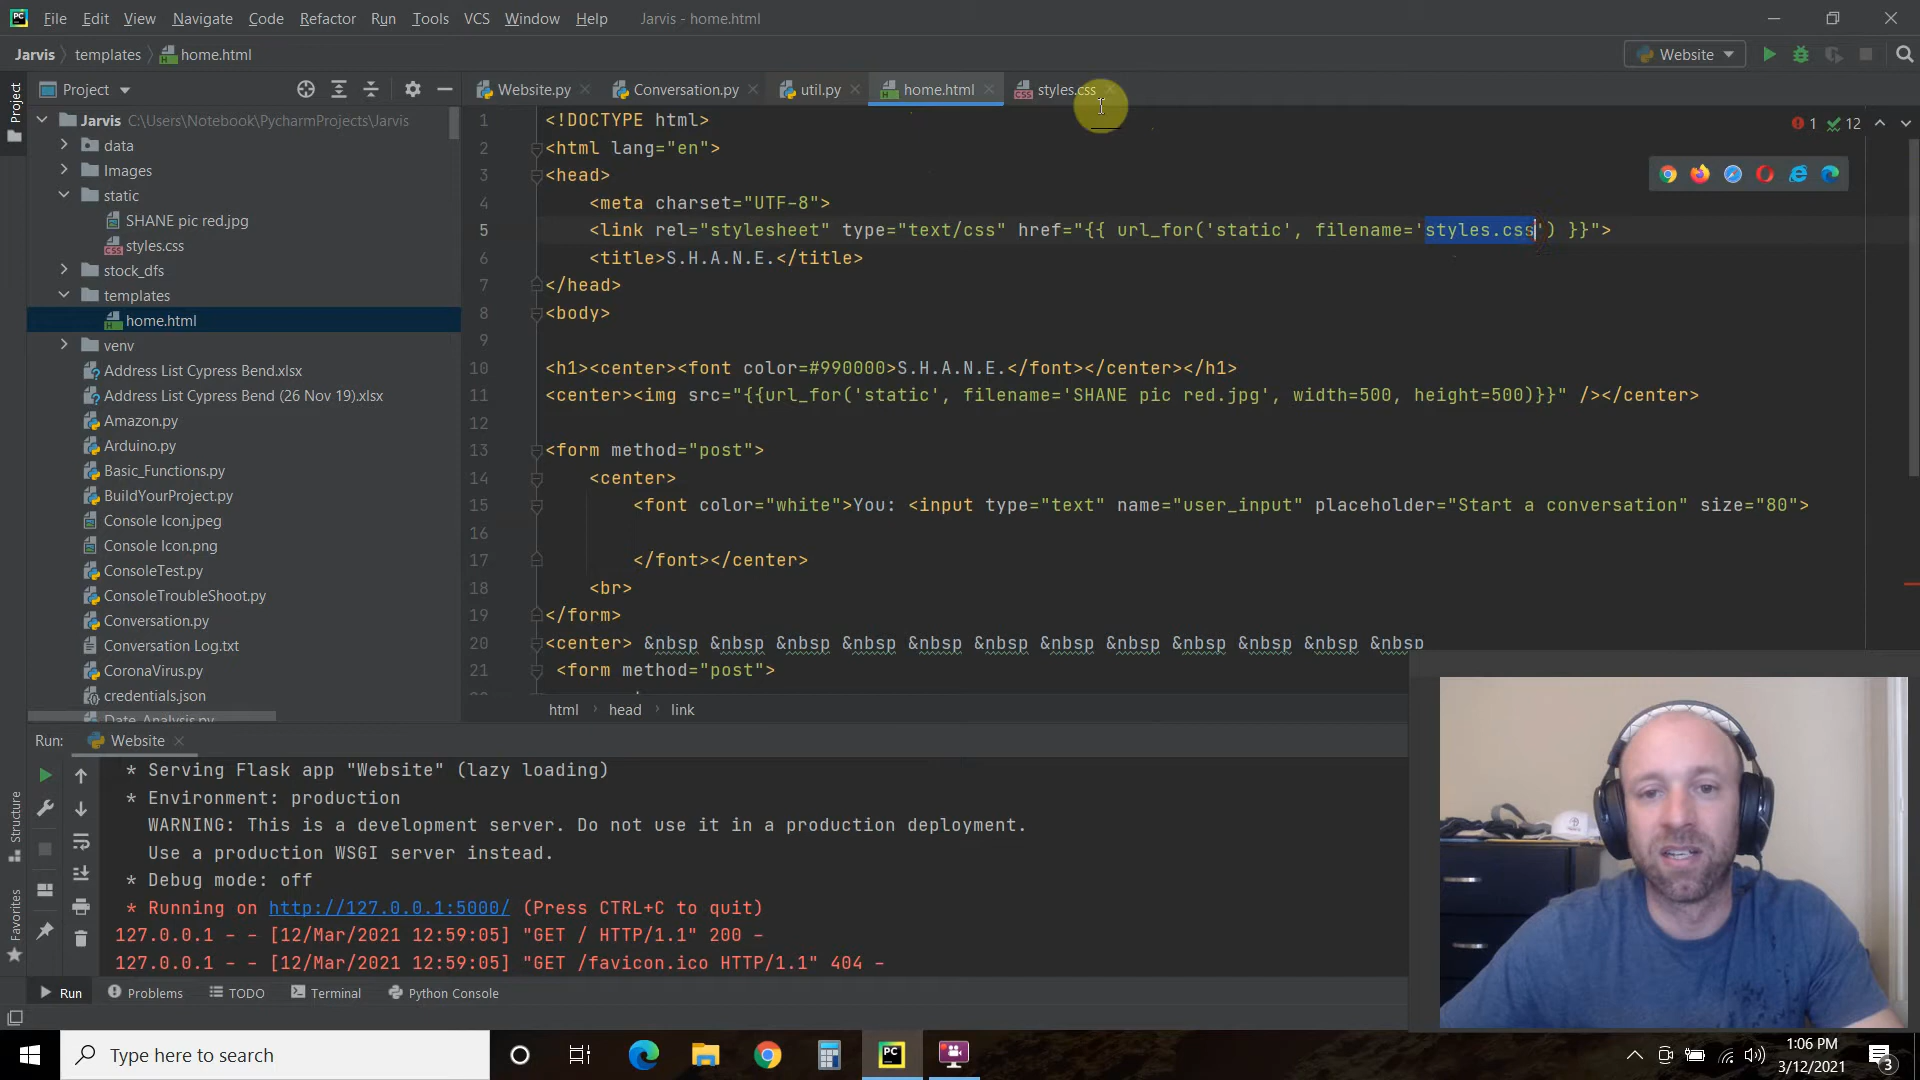 PC File Edit View Navigate Code Refactor Run Tools VCS Window Help Jarvis - home.html
Jarvis templates home.html Website
Project Project Website.py Conversation.py util.py home.html styles.css
Jarvis C:\Users\Notebook\PycharmProjects\Jarvis
data
Images
static
SHANE pic red.jpg
styles.css
stock_dfs
templates
home.html
venv
Address List Cypress Bend.xlsx
Address List Cypress Bend (26 Nov 19).xlsx
Amazon.py
Arduino.py
Basic_Functions.py
BuildYourProject.py
Console Icon.jpeg
Console Icon.png
ConsoleTest.py
ConsoleTroubleShoot.py
Conversation.py
Conversation Log.txt
CoronaVirus.py
credentials.json
Date_Analysis.py
1 <!DOCTYPE html>
1 12
2 <html lang="en">
3 <head>
4 <meta charset="UTF-8">
5 <link rel="stylesheet" type="text/css" href="{{ url_for('static', filename='styles.css') }}">
6 <title>S.H.A.N.E.</title>
7 </head>
8 <body>
9
10 <h1><center><font color=#990000>S.H.A.N.E.</font></center></h1>
11 <center><img src="{{url_for('static', filename='SHANE pic red.jpg', width=500, height=500)}}" /></center>
12
13 <form method="post">
14 <center>
15 <font color="white">You: <input type="text" name="user_input" placeholder="Start a conversation" size="80">
16
17 </font></center>
18 <br>
19 </form>
20 <center> &nbsp &nbsp &nbsp &nbsp &nbsp &nbsp &nbsp &nbsp &nbsp &nbsp &nbsp &nbsp
21 <form method="post">
html head link
Run: Website
* Serving Flask app "Website" (lazy loading)
* Environment: production
WARNING: This is a development server. Do not use it in a production deployment.
Use a production WSGI server instead.
* Debug mode: off
* Running on http://127.0.0.1:5000/ (Press CTRL+C to quit)
127.0.0.1 - - [12/Mar/2021 12:59:05] "GET / HTTP/1.1" 200 -
127.0.0.1 - - [12/Mar/2021 12:59:05] "GET /favicon.ico HTTP/1.1" 404 -
Structure
Favorites
Run Problems TODO Terminal Python Console
Type here to search
PC
1:06 PM
3/12/2021
3